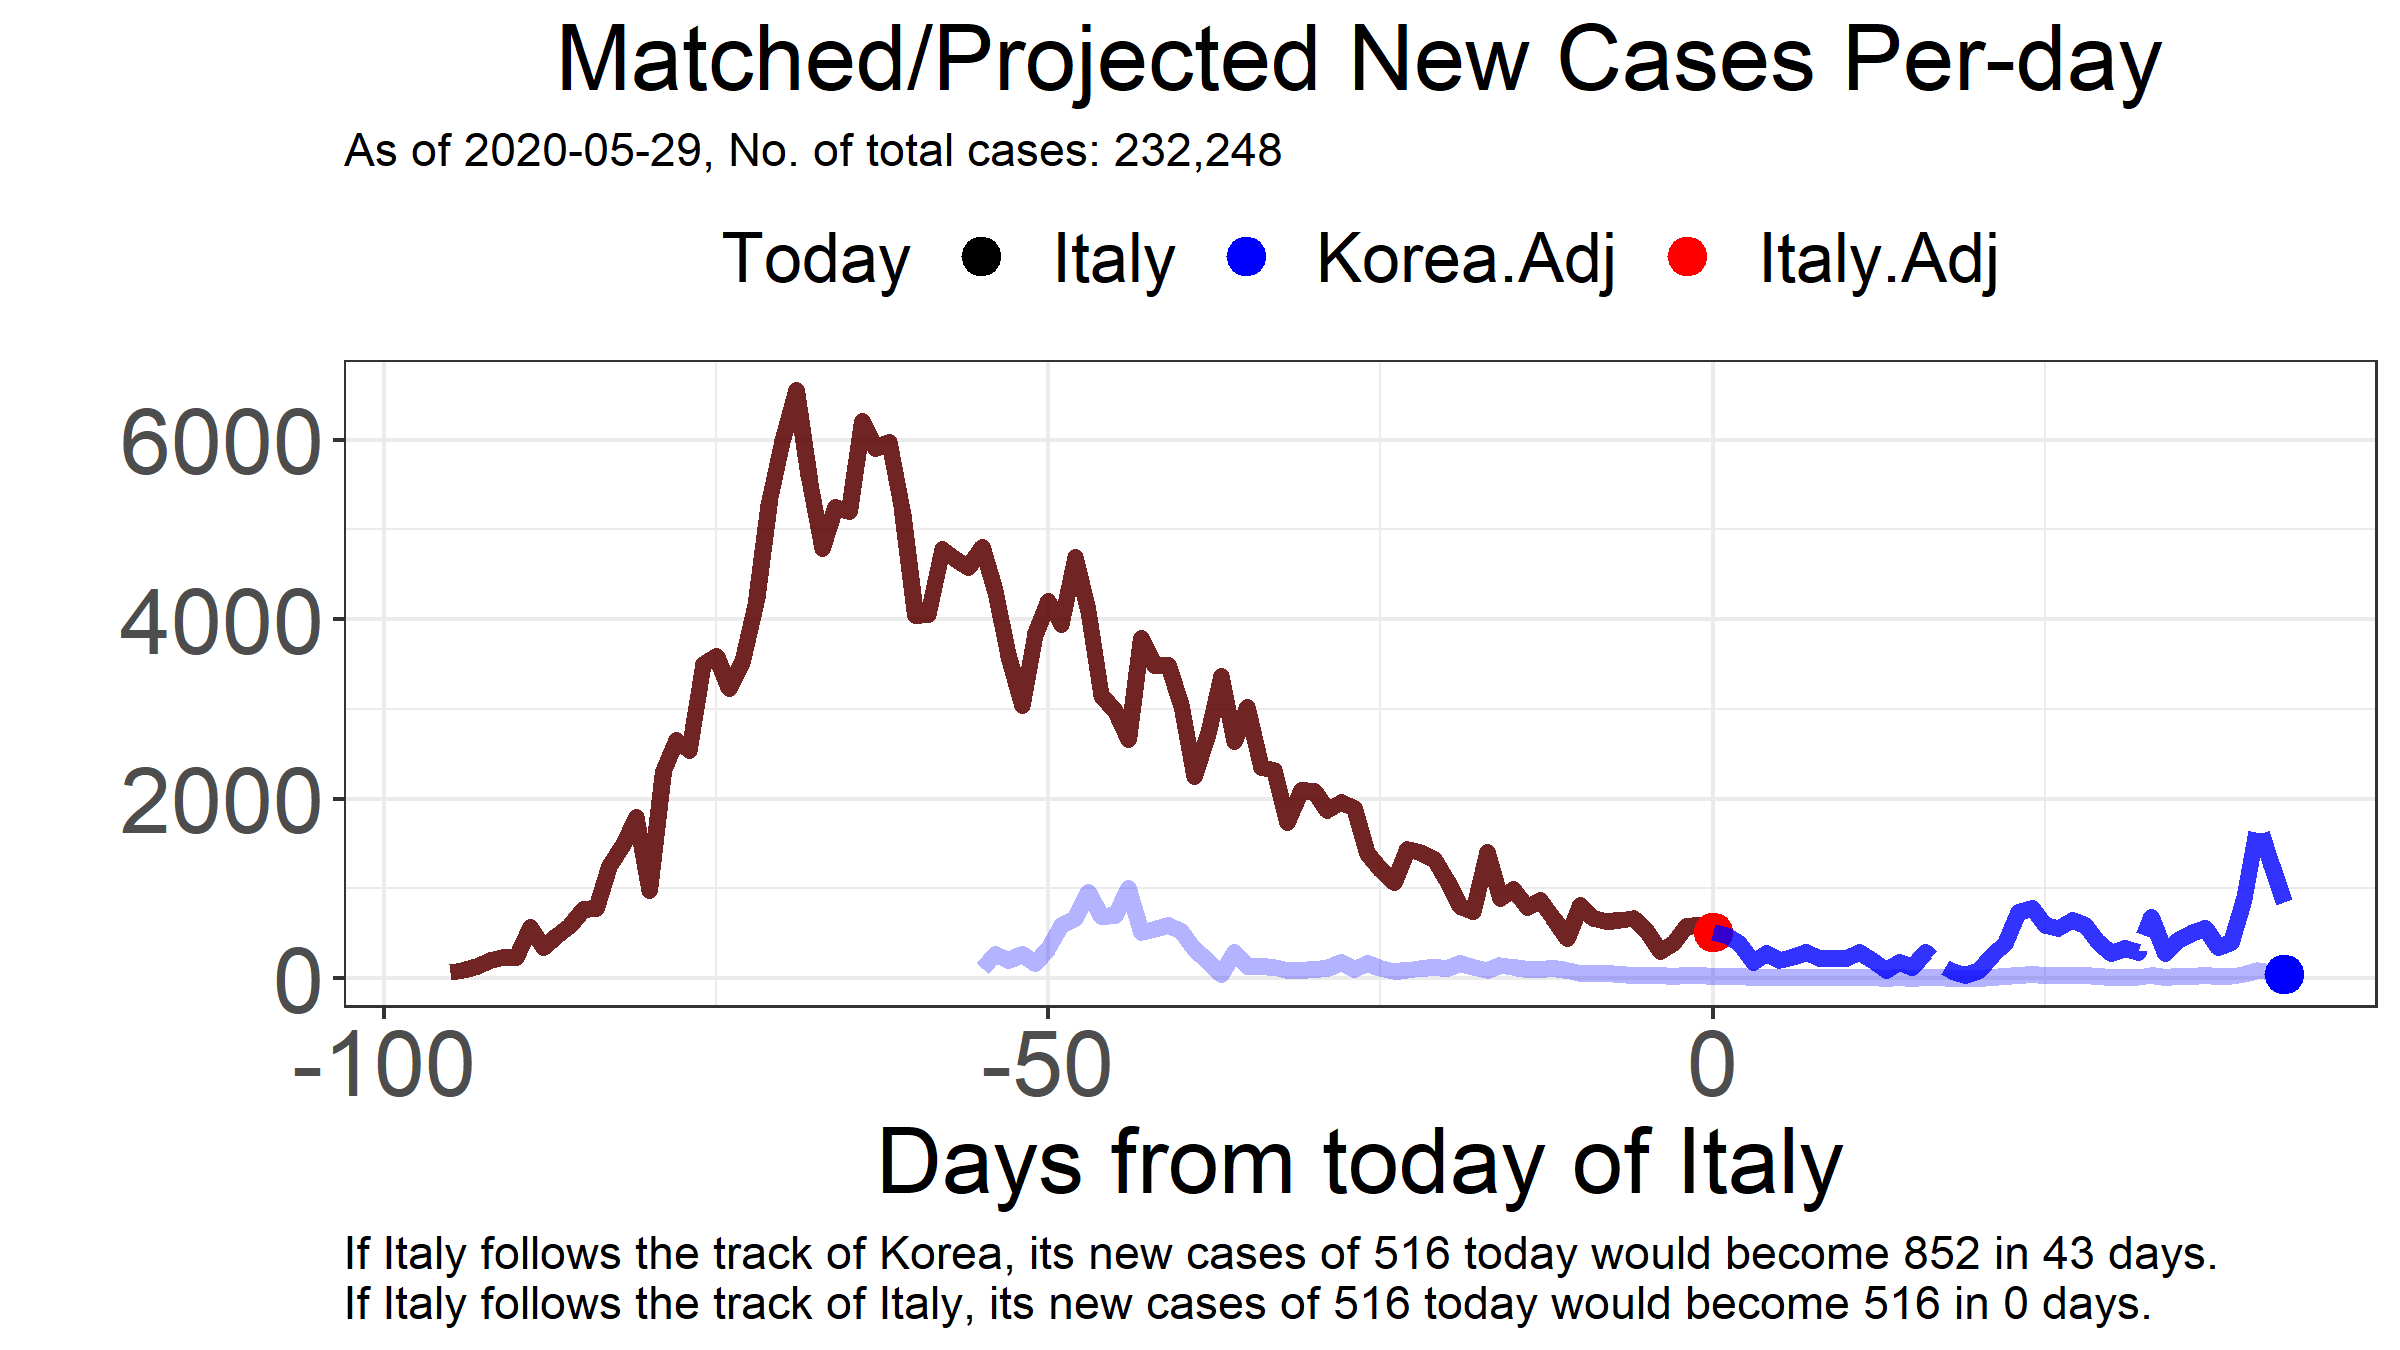 Matched/Projected New Cases Per-day
As of 2020-05-29, No. of total cases: 232,248
Today Italy Korea.Adj Italy.Adj
6000
4000
2000
0
-100 -50 0
Days from today of Italy
If Italy follows the track of Korea, its new cases of 516 today would become 852 in 43 days.
If Italy follows the track of Italy, its new cases of 516 today would become 516 in 0 days.